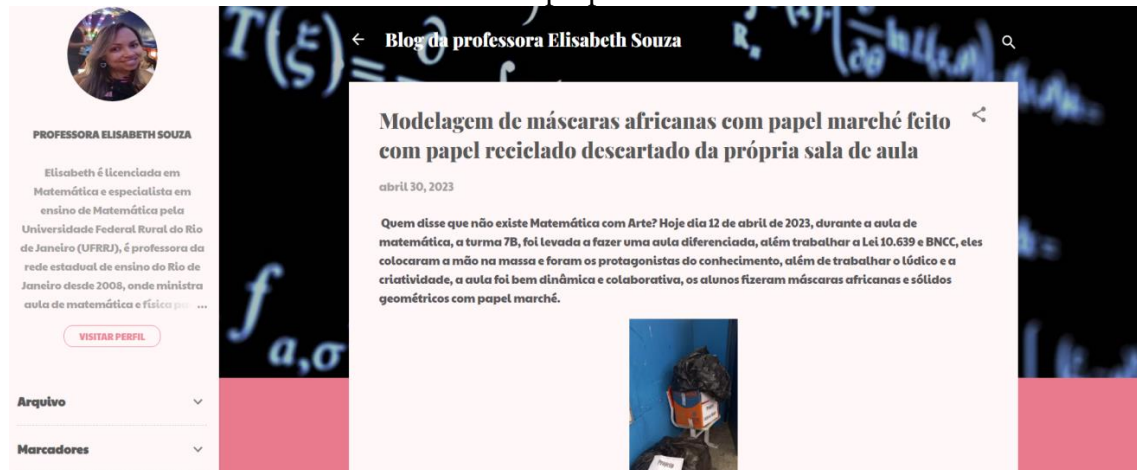 PROFESSORA ELISABETH SOUZA
Elisabeth é licenciada em
Matemática e especialista em
ensino de Matemática pela
Universidade Federal Rural do Rio
de Janeiro (UFRRJ), é professora da
rede estadual de ensino do Rio de
Janeiro desde 2008, onde ministra
aula de matemática e física ...
VISITAR PERFIL
Arquivo
Marcadores
Blog da professora Elisabeth Souza
Modelagem de máscaras africanas com papel marché feito
com papel reciclado descartado da própria sala de aula
abril 30, 2023
Quem disse que não existe Matemática com Arte? Hoje dia 12 de abril de 2023, durante a aula de
matemática, a turma 7B, foi levada a fazer uma aula diferenciada, além trabalhar a Lei 10.639 e BNCC, eles
colocaram a mão na massa e foram os protagonistas do conhecimento, além de trabalhar o lúdico e a
criatividade, a aula foi bem dinâmica e colaborativa, os alunos fizeram máscaras africanas e sólidos
geométricos com papel marché.